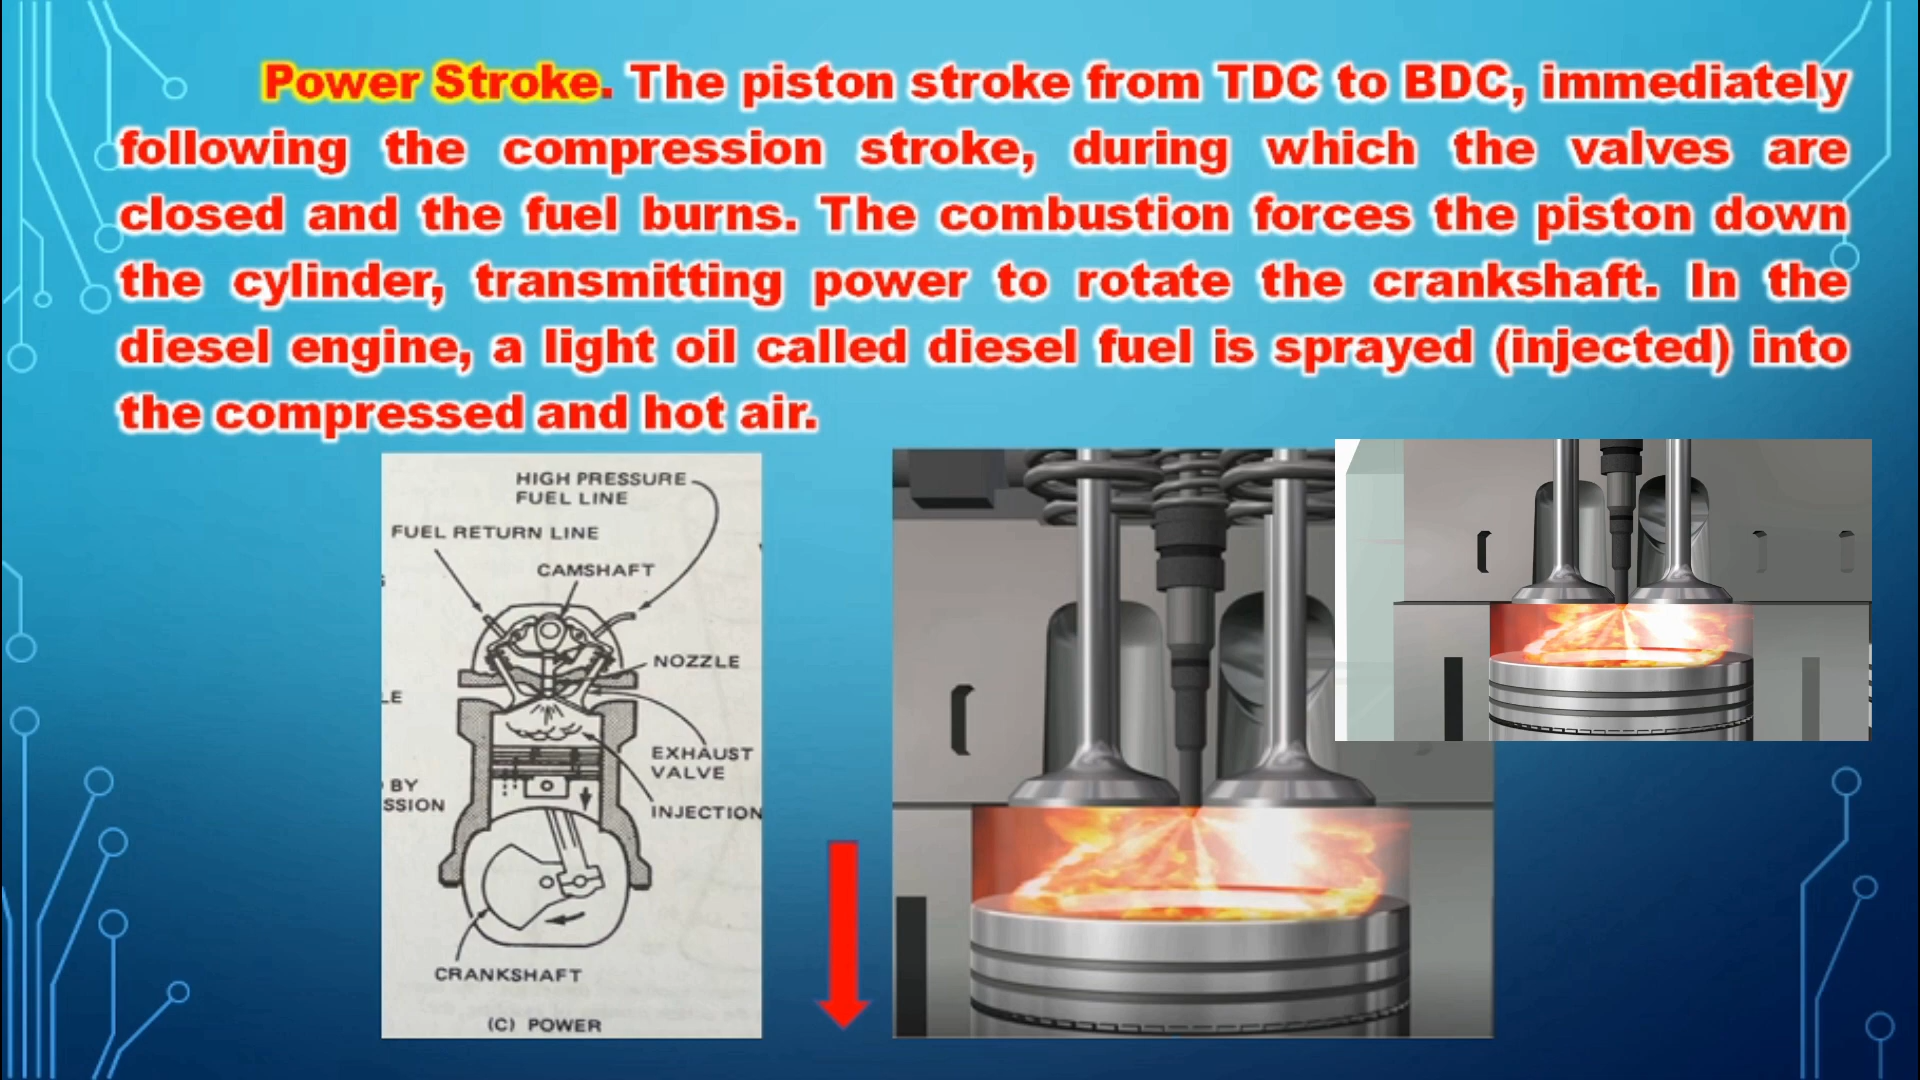 Power Stroke. The piston stroke from TDC to BDC, immediately
following the compression stroke, during which the valves are
closed and the fuel burns. The combustion forces the piston down
the cylinder, transmitting power to rotate the crankshaft. In the
diesel engine, a light oil called diesel fuel is sprayed (injected) into
the compressed and hot air.
HIGH PRESSURE
FUEL LINE
FUEL RETURN LINE
CAMSHAFT
NOZZLE
LE
EXHAUST
VALVE
BY
SSION
INJECTION
CRANKSHAFT
(C) POWER